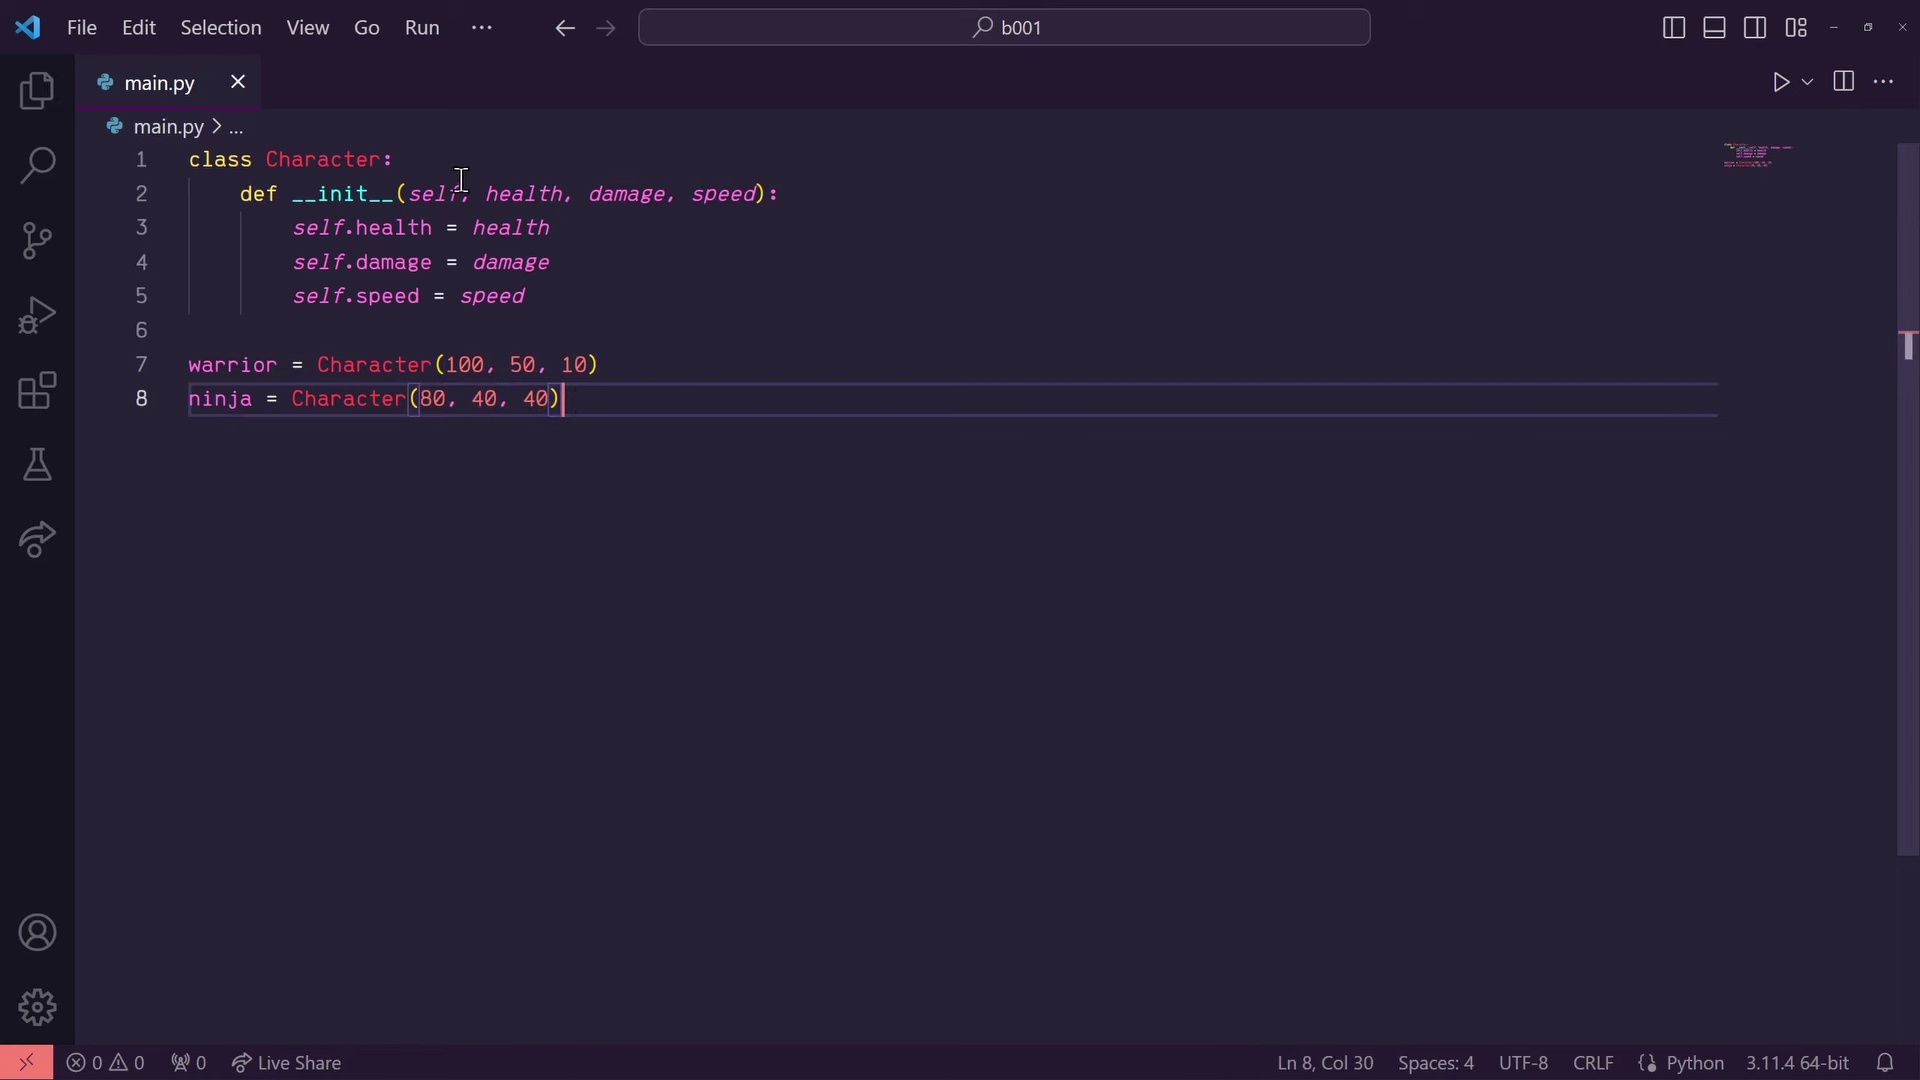 File Edit Selection View Go Run ··· b001
main.py
main.py > ...
1 class Character:
2 def __init__(self, health, damage, speed):
3 self.health = health
4 self.damage = damage
5 self.speed = speed
6
7 warrior = Character(100, 50, 10)
8 ninja = Character(80, 40, 40)
0 0 0 Live Share Ln 8, Col 30 Spaces: 4 UTF-8 CRLF Python 3.11.4 64-bit